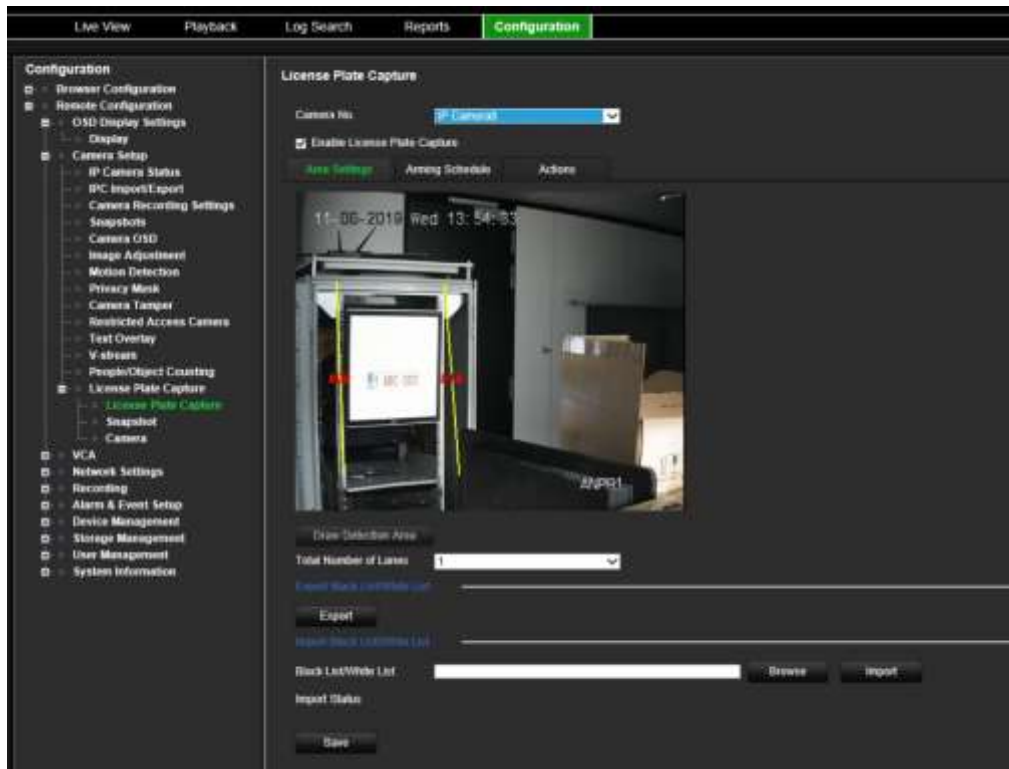 Live View Playback Log Search Reports Configuration
Configuration
Browser Configuration
Remote Configuration
OSD Display Settings
Display
Camera Setup
IP Camera Status
IPC Import/Export
Camera Recording Settings
Snapshots
Camera OSD
Image Adjustment
Motion Detection
Privacy Mask
Camera Tamper
Restricted Access Camera
Text Overlay
V-stream
People/Object Counting
License Plate Capture
License Plate Capture
Snapshot
Camera
VCA
Network Settings
Recording
Alarm & Event Setup
Device Management
Storage Management
User Management
System Information
License Plate Capture
Camera No.
Enable License Plate Capture
Area Settings Arming Schedule Actions
11-06-2019 Wed 13:54:33
ANPR1
Draw Detection Area
Total Number of Lanes 1
Export Black List/White List
Export
Import Black List/White List
Black List/White List Browse Import
Import Status
Save